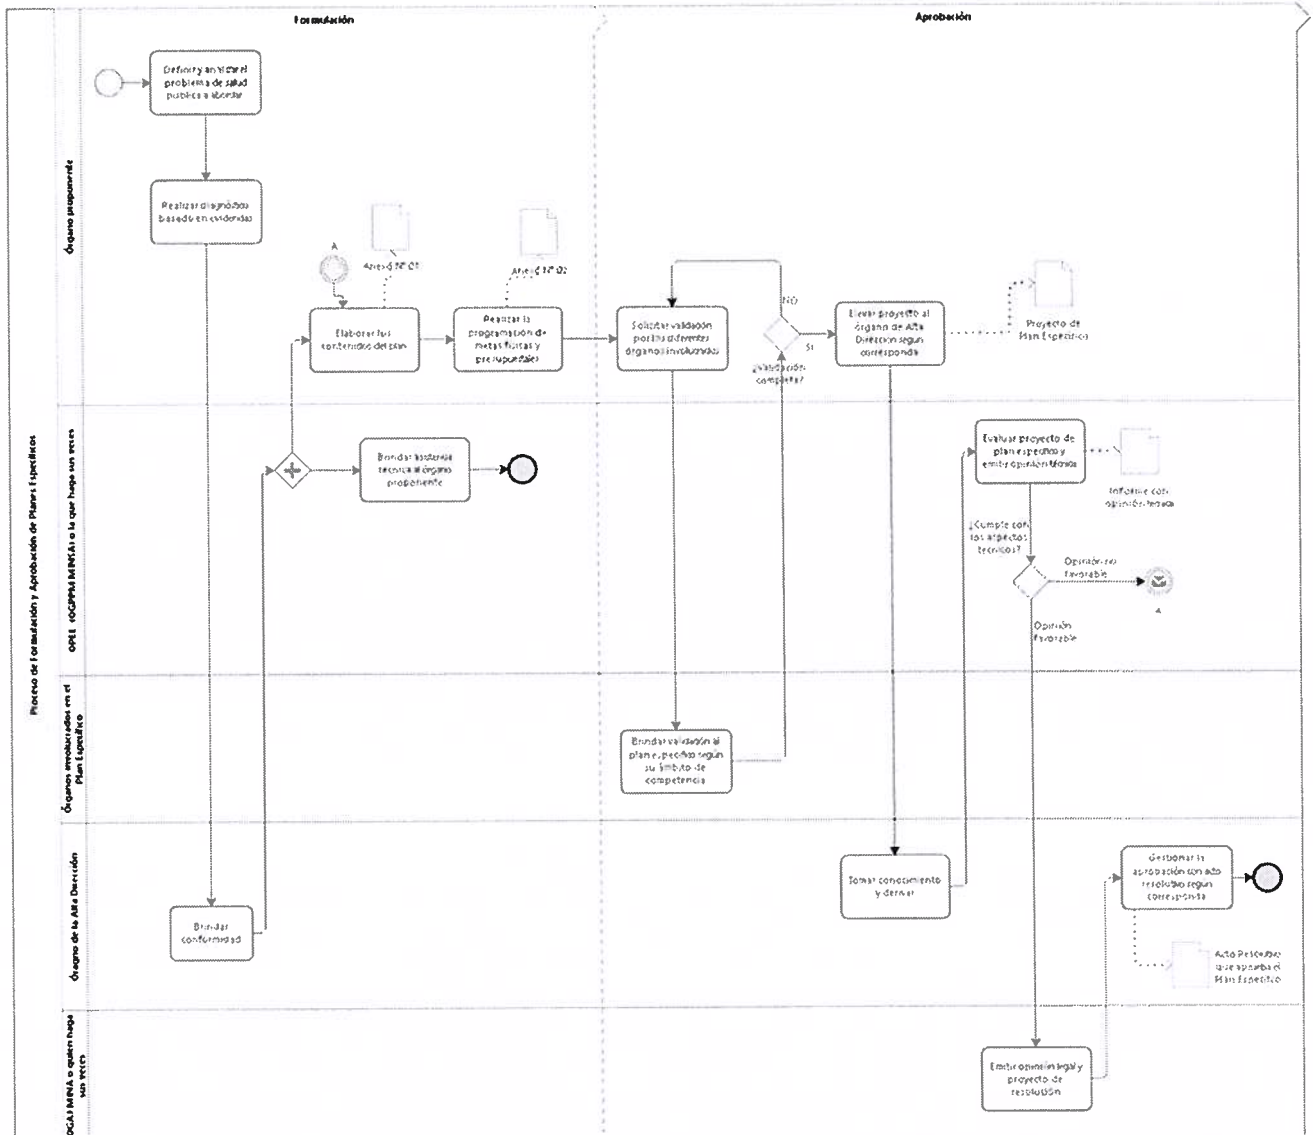 Formulación
Aprobación
Proceso de Formulación y Aprobación de Planes Específicos
Órgano proponente
Definir y analizar el
problema de salud
pública a abordar
Realizar diagnóstico
basado en evidencias
A
Anexo N° 01
Anexo N° 02
Elaborar los
contenidos del plan
Realizar la
programación de
metas físicas y
presupuestales
Solicitar validación
por los diferentes
órganos involucrados
NO
SI
¿Validación
completa?
Elevar proyecto al
órgano de Alta
Dirección según
corresponda
Proyecto de
Plan Específico
OPEE (OGPPM MINSA) o la que haga sus veces
Brindar asistencia
técnica al órgano
proponente
Evaluar proyecto de
plan específico y
emitir opinión técnica
Informe con
opinión técnica
¿Cumple con
los aspectos
técnicos?
Opinión no
favorable
A
Opinión
favorable
Órganos involucrados en el
Plan Específico
Brindar validación al
plan específico según
su ámbito de
competencia
Órgano de la Alta Dirección
Brindar
conformidad
Tomar conocimiento
y derivar
Gestionar la
aprobación con acto
resolutivo según
corresponda
Acto Resolutivo
que aprueba el
Plan Específico
o quien haga
sus veces
Emitir opinión legal y
proyecto de
resolución